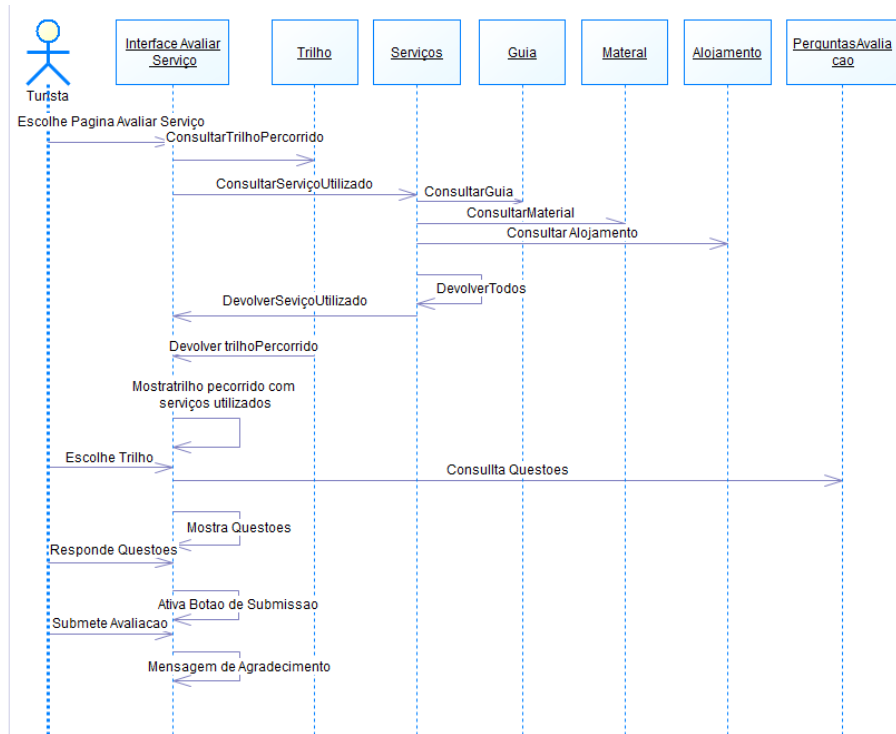 Interface Avaliar
Serviço
Trilho
Serviços
Guia
Materal
Alojamento
PerguntasAvalia
cao
Turista
Escolhe Pagina Avaliar Serviço
ConsultarTrilhoPercorrido
ConsultarServiçoUtilizado
ConsultarGuia
ConsultarMaterial
Consultar Alojamento
DevolverTodos
DevolverSeviçoUtilizado
Devolver trilhoPercorrido
Mostratrilho pecorrido com
serviços utilizados
Escolhe Trilho
Consullta Questoes
Mostra Questoes
Responde Questoes
Ativa Botao de Submissao
Submete Avaliacao
Mensagem de Agradecimento